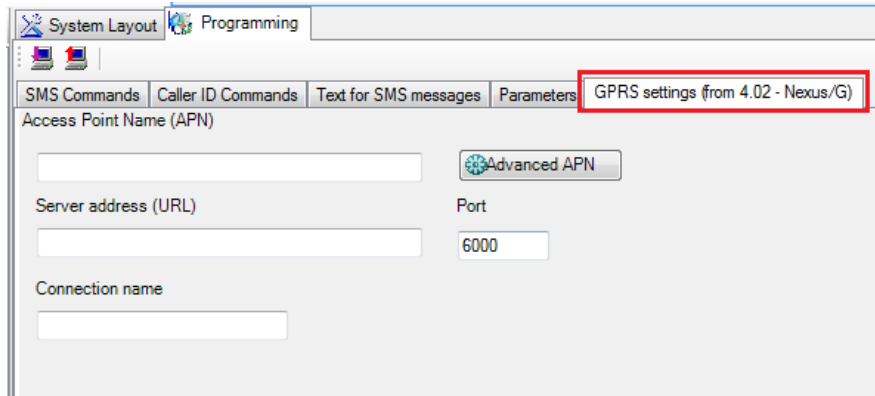 System Layout Programming
SMS Commands Caller ID Commands Text for SMS messages Parameters GPRS settings (from 4.02 - Nexus/G)
Access Point Name (APN)
Advanced APN
Server address (URL) Port
6000
Connection name